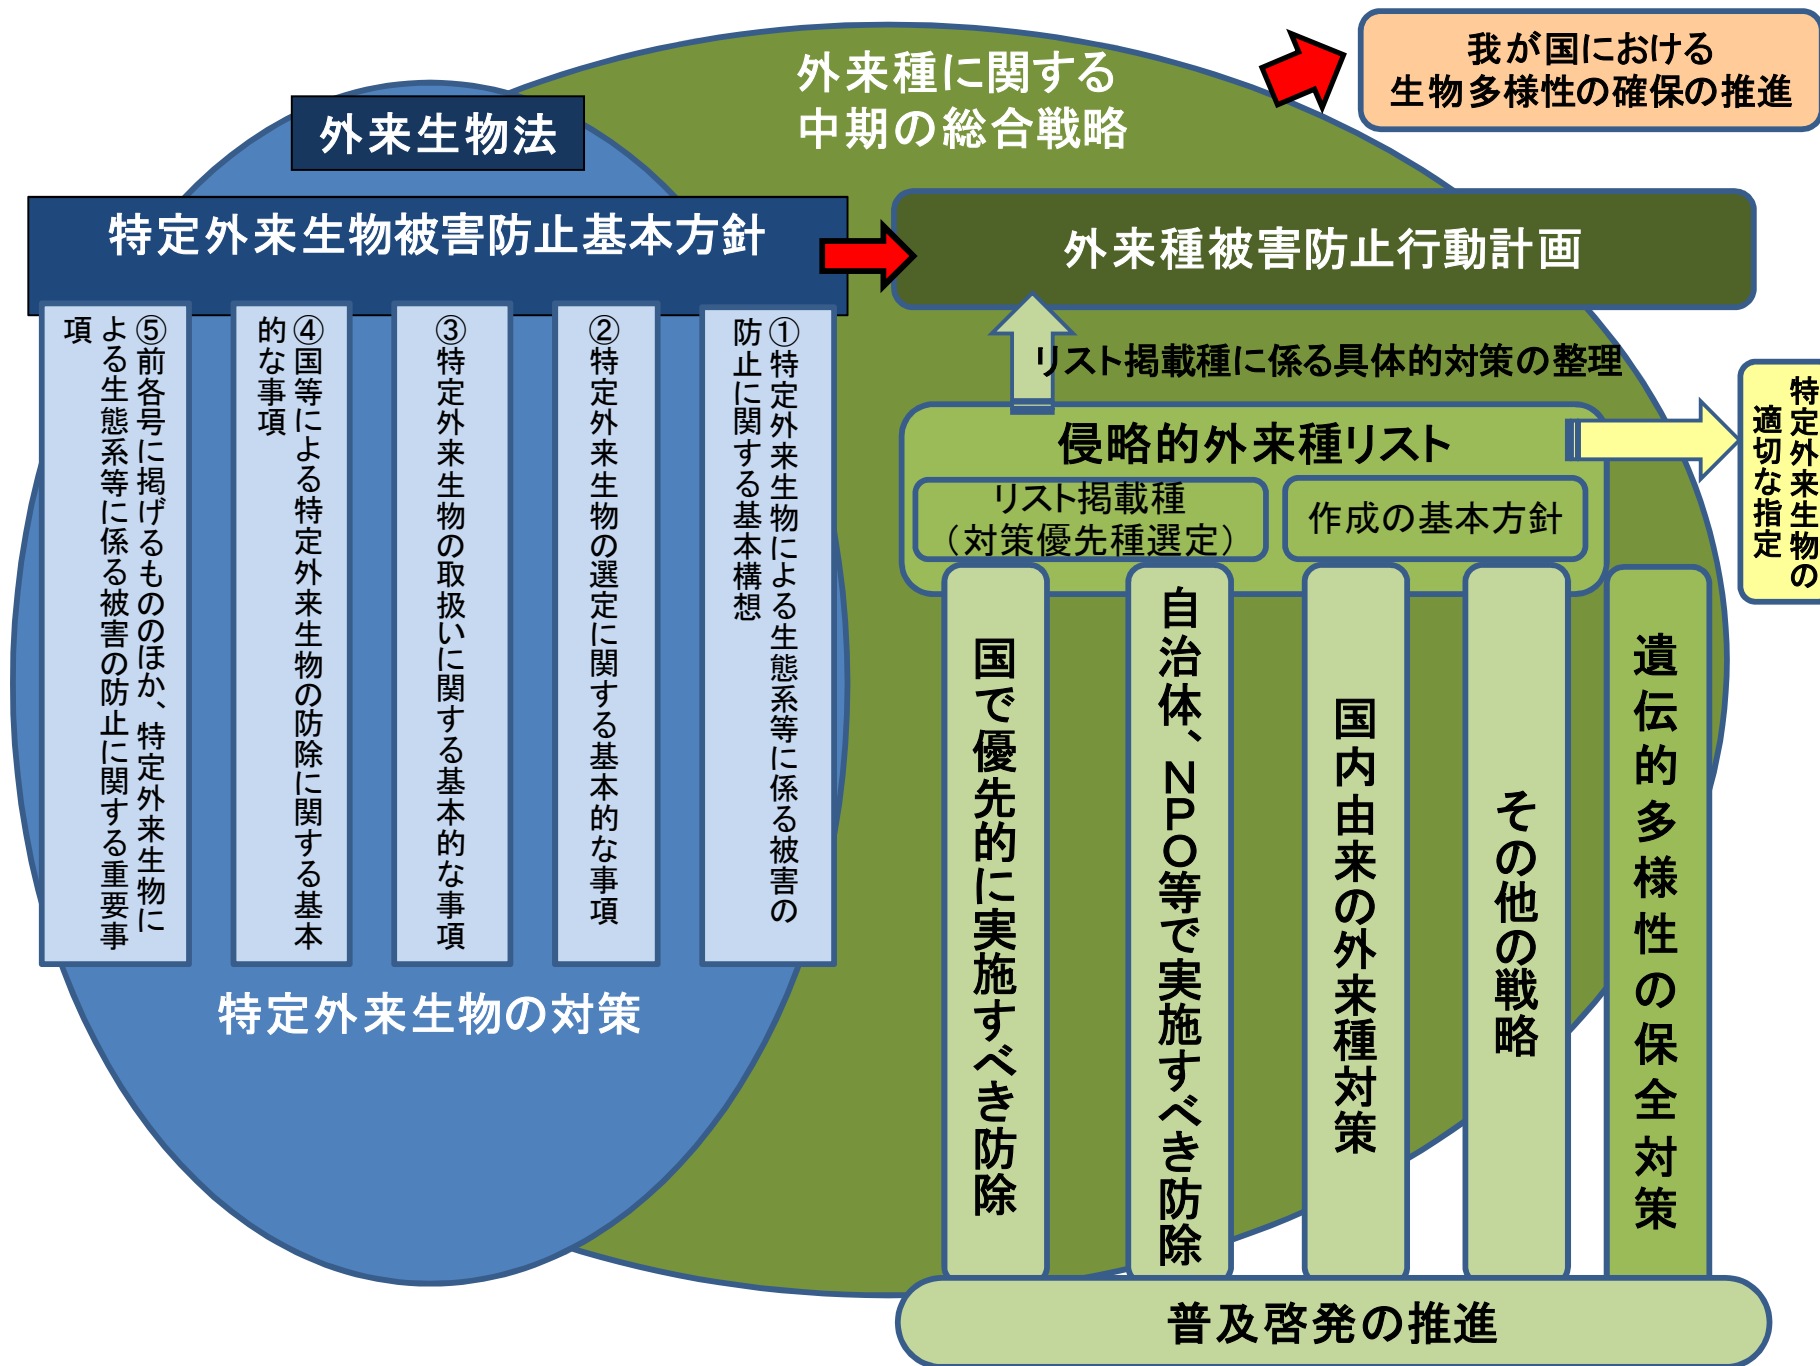 外来種に関する
中期の総合戦略
我が国における
生物多様性の確保の推進
外来生物法
特定外来生物被害防止基本方針
外来種被害防止行動計画
①特定外来生物による生態系等に係る被害の
防止に関する基本構想
②特定外来生物の選定に関する基本的な事項
③特定外来生物の取扱いに関する基本的な事項
④国等による特定外来生物の防除に関する基本
的な事項
⑤前各号に掲げるもののほか、特定外来生物に
よる生態系等に係る被害の防止に関する重要事
項
特定外来生物の対策
リスト掲載種に係る具体的対策の整理
侵略的外来種リスト
リスト掲載種
（対策優先種選定）
作成の基本方針
特定外来生物の
適切な指定
国で優先的に実施すべき防除
自治体、ＮＰＯ等で実施すべき防除
国内由来の外来種対策
その他の戦略
遺伝的多様性の保全対策
普及啓発の推進